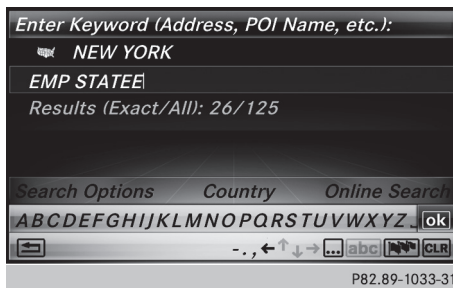 Enter Keyword (Address, POI Name, etc.):
NEW YORK
EMP STATEE
Results (Exact/All): 26/125
Search Options Country Online Search
ABCDEFGHIJKLMNOPQRSTUVWXYZ_ ok
-.,←↑↓→... abc CLR
P82.89-1033-31